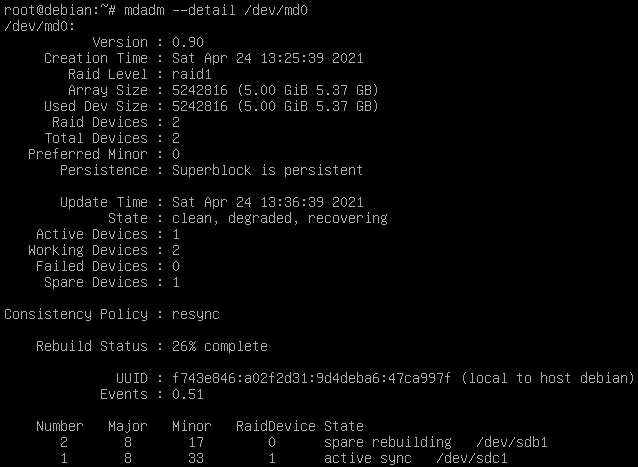 root@debian:~# mdadm --detail /dev/md0
/dev/md0:
Version : 0.90
Creation Time : Sat Apr 24 13:25:39 2021
Raid Level : raid1
Array Size : 5242816 (5.00 GiB 5.37 GB)
Used Dev Size : 5242816 (5.00 GiB 5.37 GB)
Raid Devices : 2
Total Devices : 2
Preferred Minor : 0
Persistence : Superblock is persistent
Update Time : Sat Apr 24 13:36:39 2021
State : clean, degraded, recovering
Active Devices : 1
Working Devices : 2
Failed Devices : 0
Spare Devices : 1
Consistency Policy : resync
Rebuild Status : 26% complete
UUID : f743e846:a02f2d31:9d4deba6:47ca997f (local to host debian)
Events : 0.51
Number Major Minor RaidDevice State
2 8 17 0 spare rebuilding /dev/sdb1
1 8 33 1 active sync /dev/sdc1